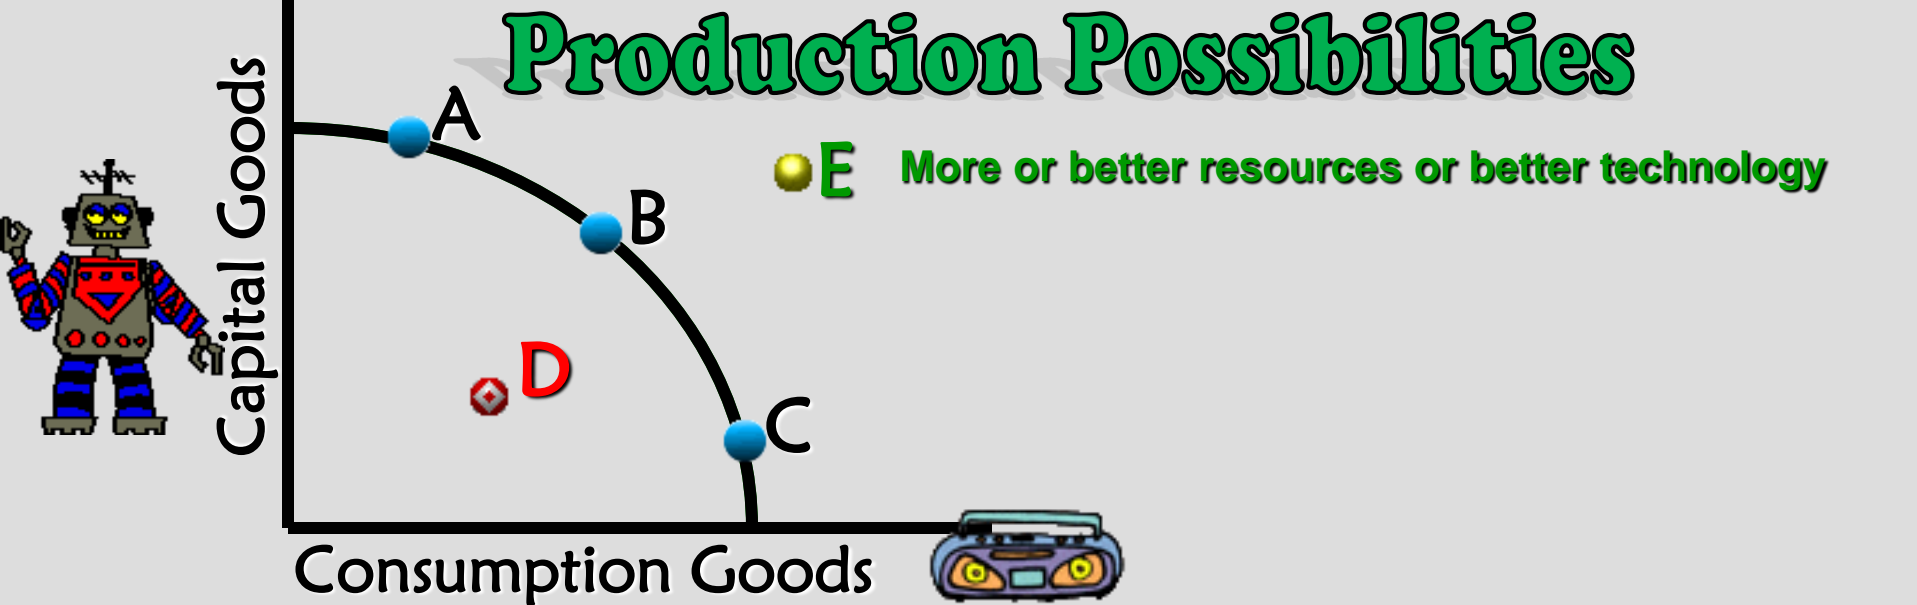 Production Possibilities
Capital Goods
A
E More or better resources or better technology
B
D
C
Consumption Goods